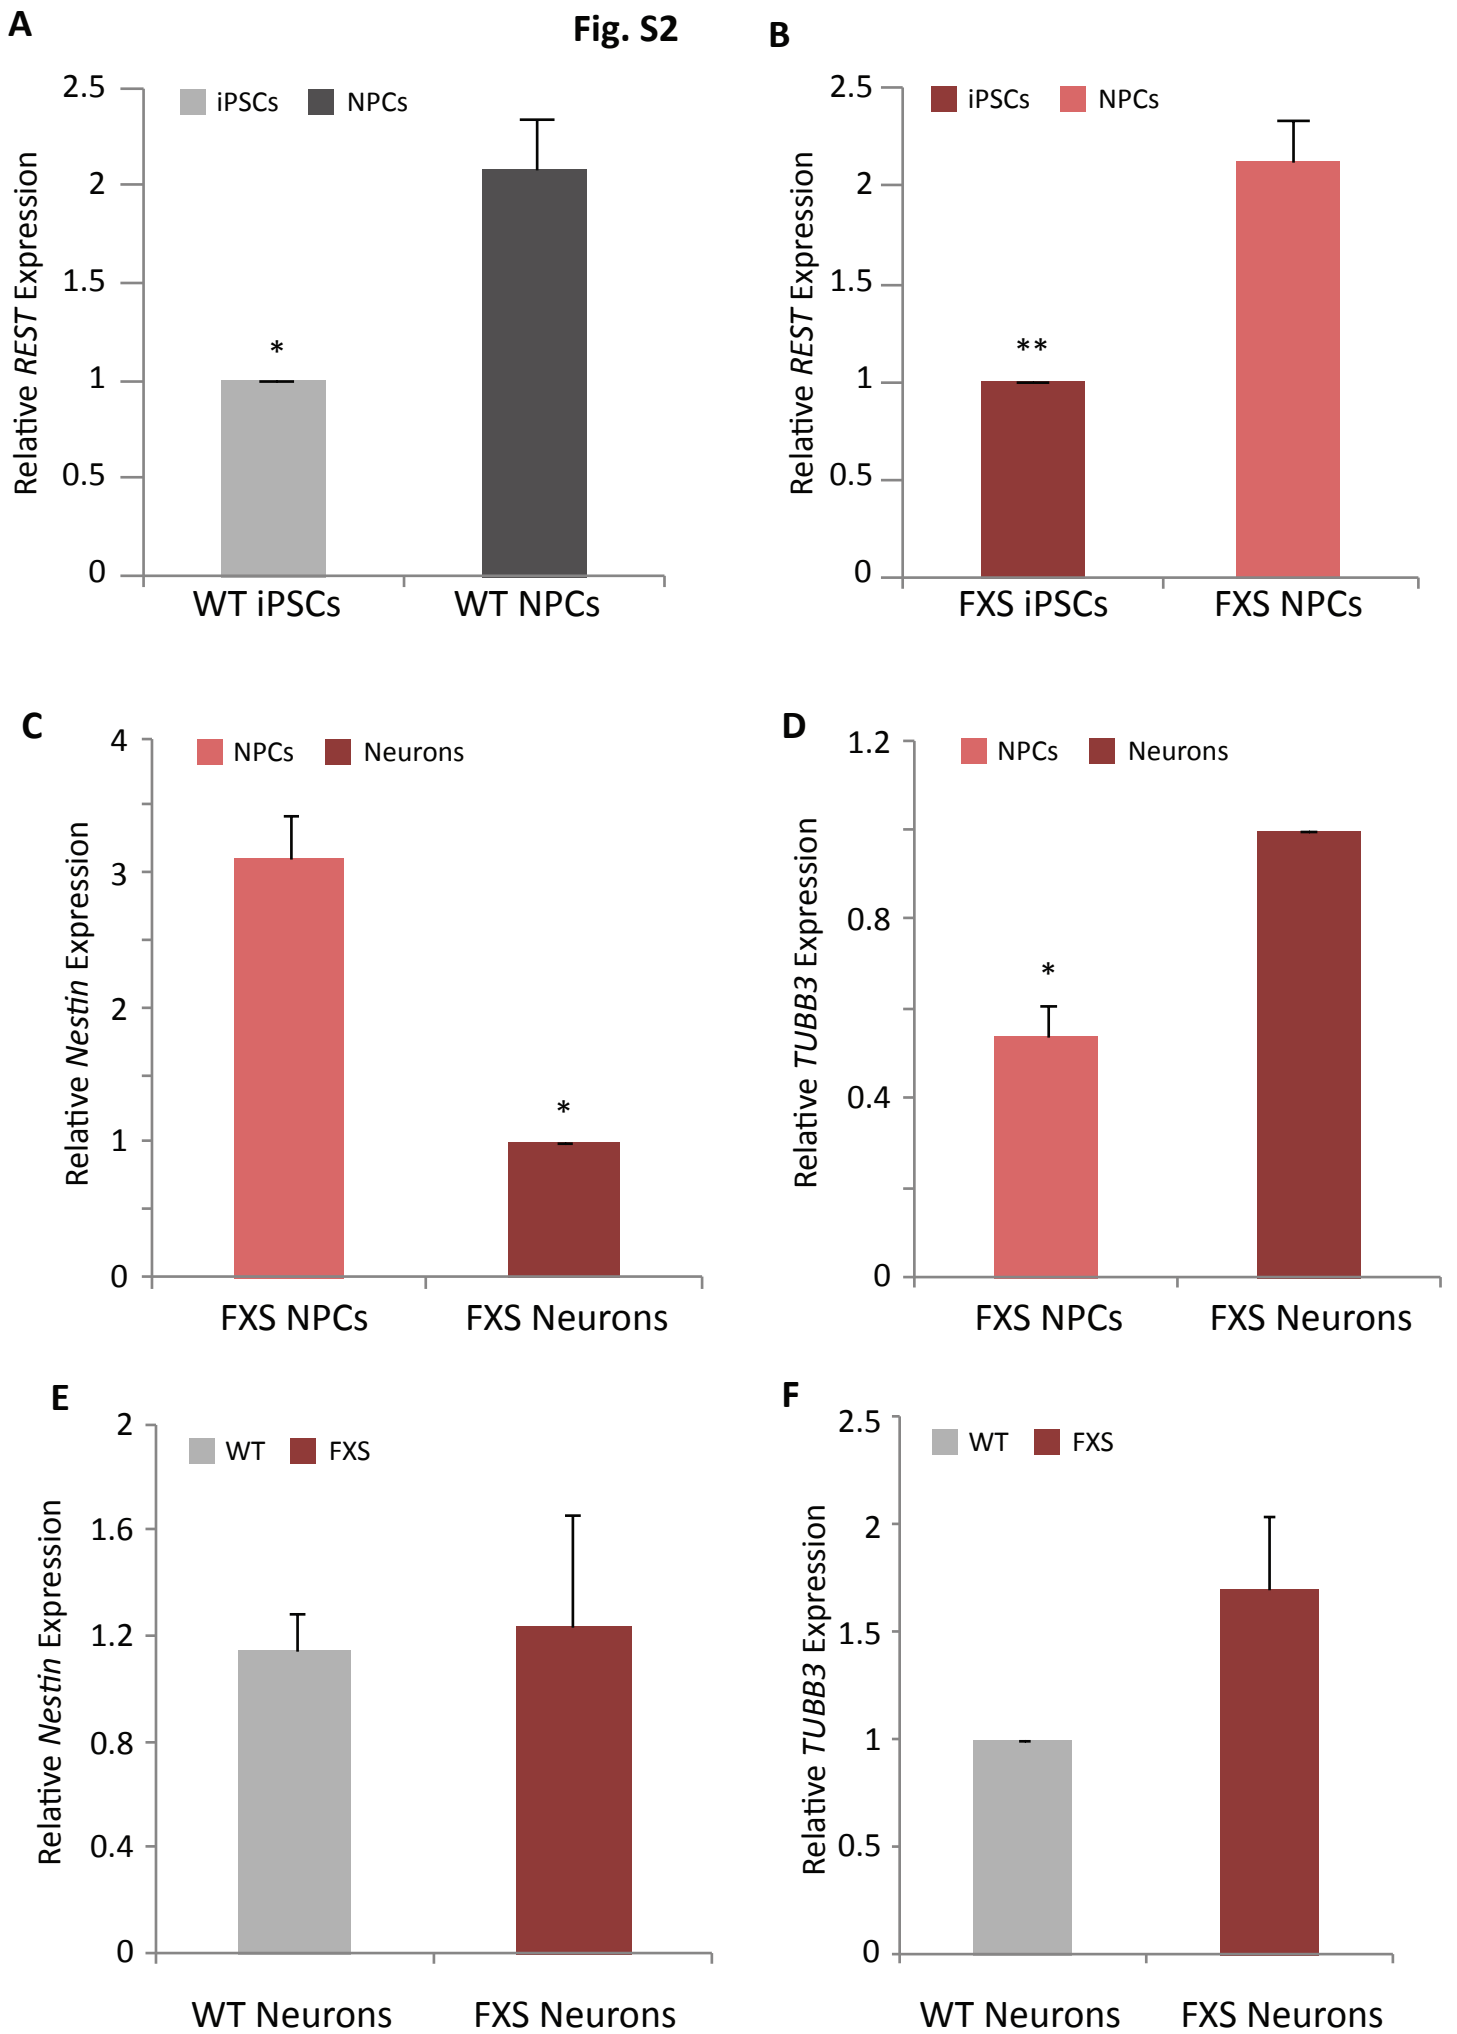 Fig. S2
A
2.5
2
1.5
1
0.5
0
Relative REST Expression
iPSCs NPCs
*
WT iPSCs WT NPCs
B
2.5
2
1.5
1
0.5
0
Relative REST Expression
iPSCs NPCs
**
FXS iPSCs FXS NPCs
C
4
3
2
1
0
Relative Nestin Expression
NPCs Neurons
*
FXS NPCs FXS Neurons
D
1.2
0.8
0.4
0
Relative TUBB3 Expression
NPCs Neurons
*
FXS NPCs FXS Neurons
E
2
1.6
1.2
0.8
0.4
0
Relative Nestin Expression
WT FXS
WT Neurons FXS Neurons
F
2.5
2
1.5
1
0.5
0
Relative TUBB3 Expression
WT FXS
WT Neurons FXS Neurons